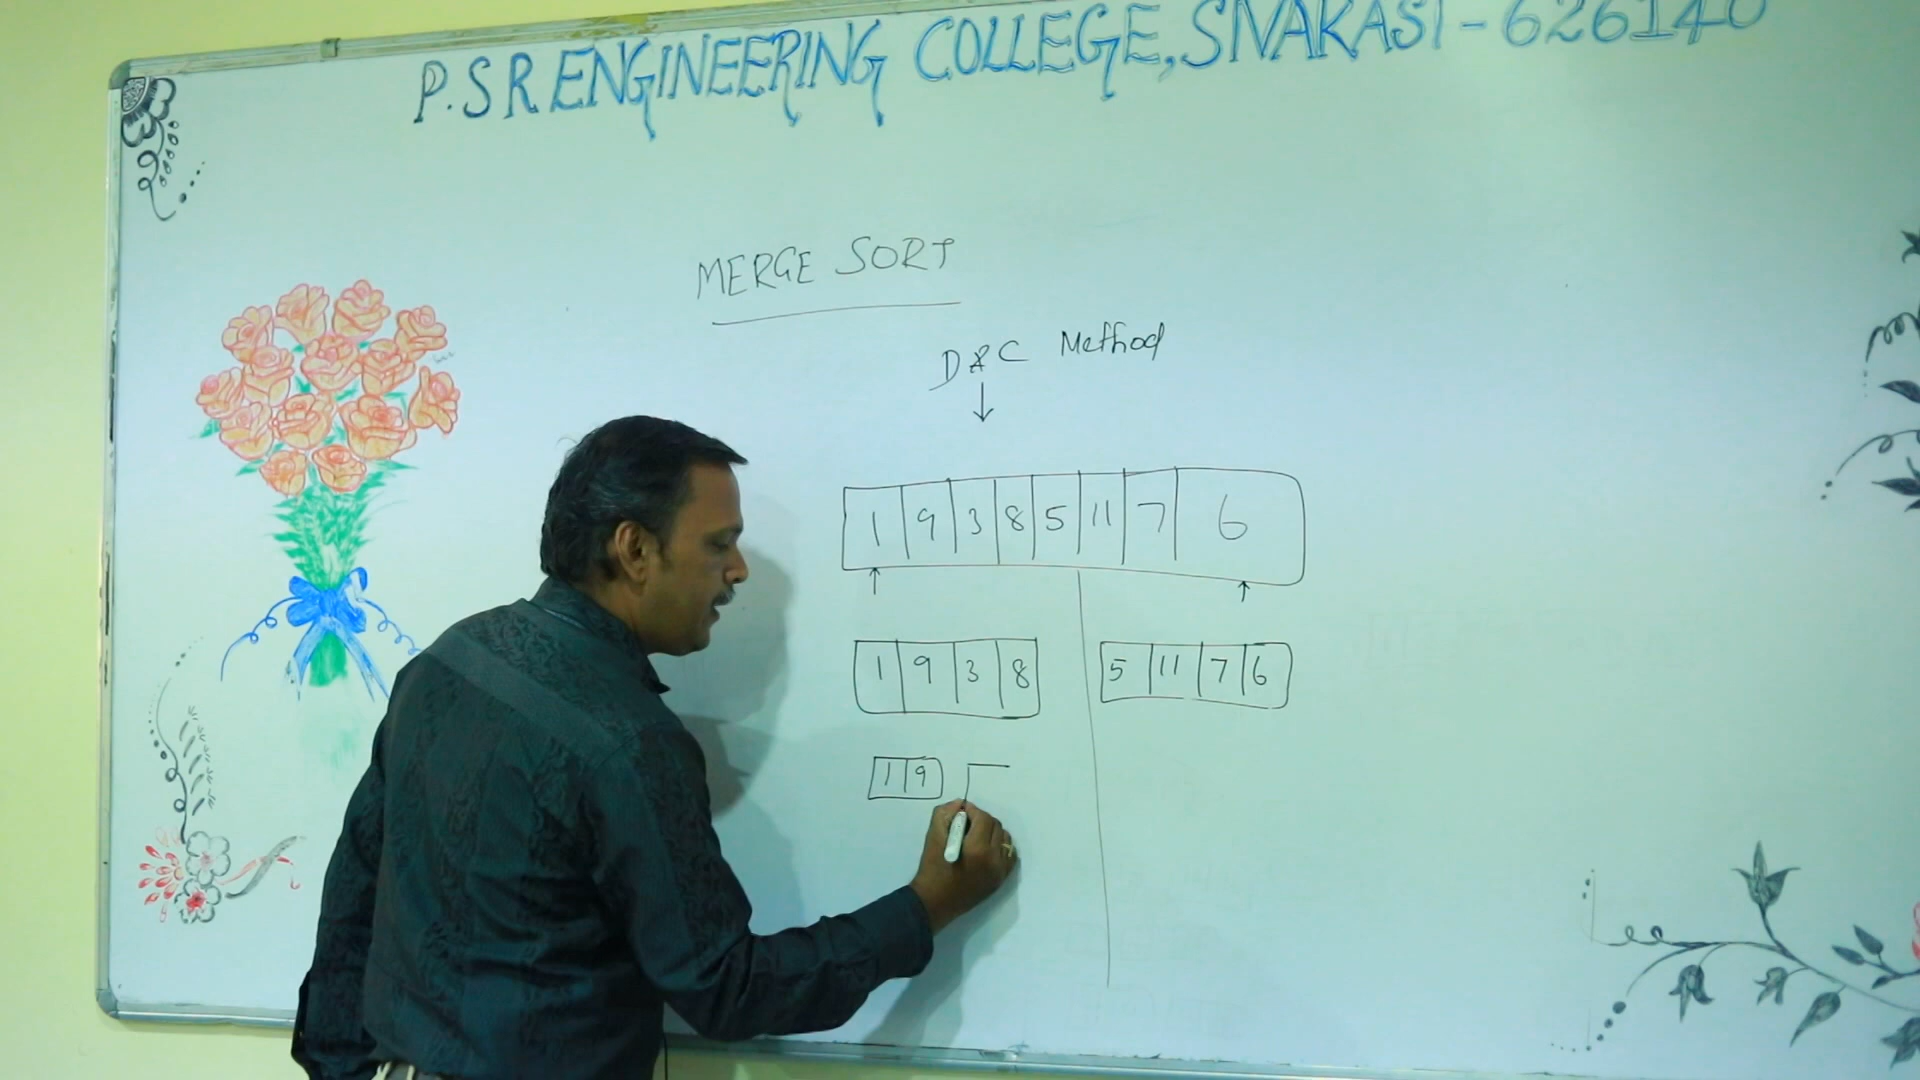 P.S.R ENGINEERING COLLEGE, SIVAKASI - 626140
MERGE SORT
D&C Method
1 9 3 8 5 11 7 6
1 9 3 8 5 11 7 6
1 9